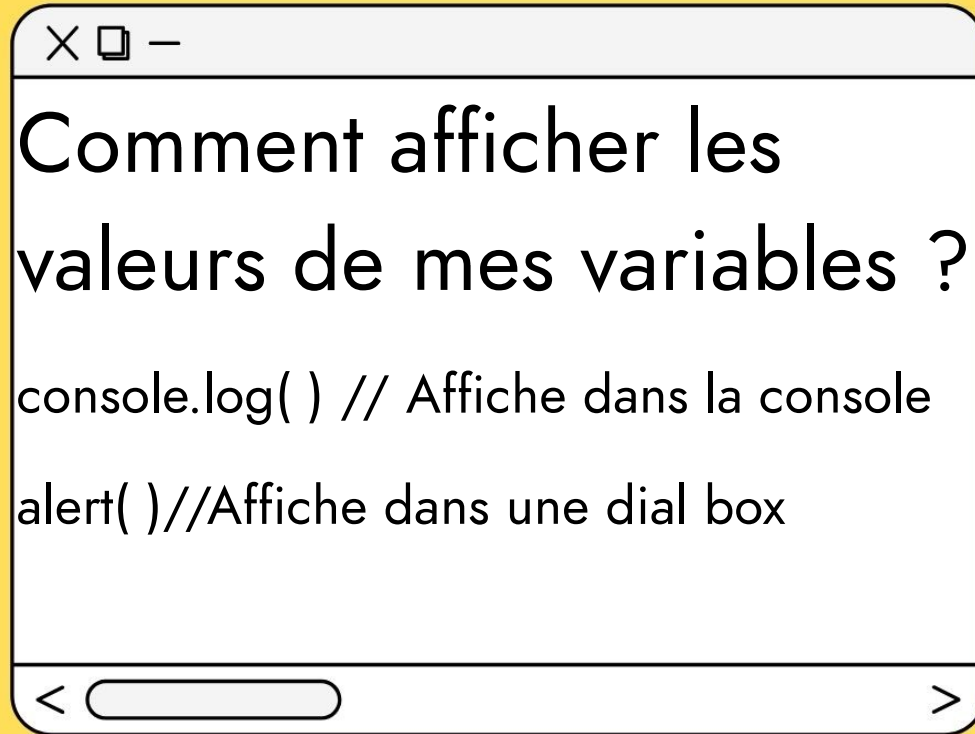 Comment afficher les
valeurs de mes variables ?
console.log( ) // Affiche dans la console
alert( )//Affiche dans une dial box